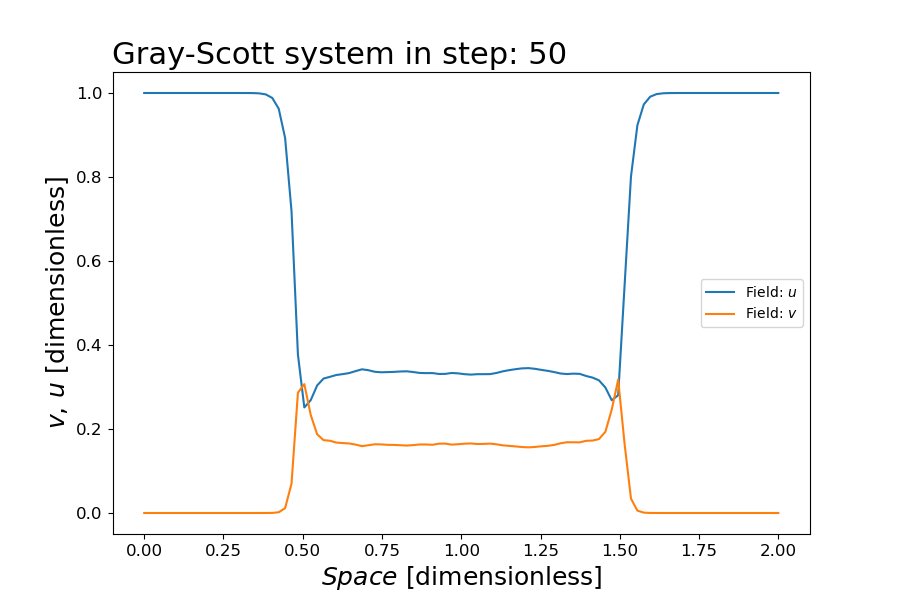 Gray-Scott system in step: 50
v, u [dimensionless]
1.0
0.8
0.6
0.4
0.2
0.0
Field: u
Field: v
0.00 0.25 0.50 0.75 1.00 1.25 1.50 1.75 2.00
Space [dimensionless]